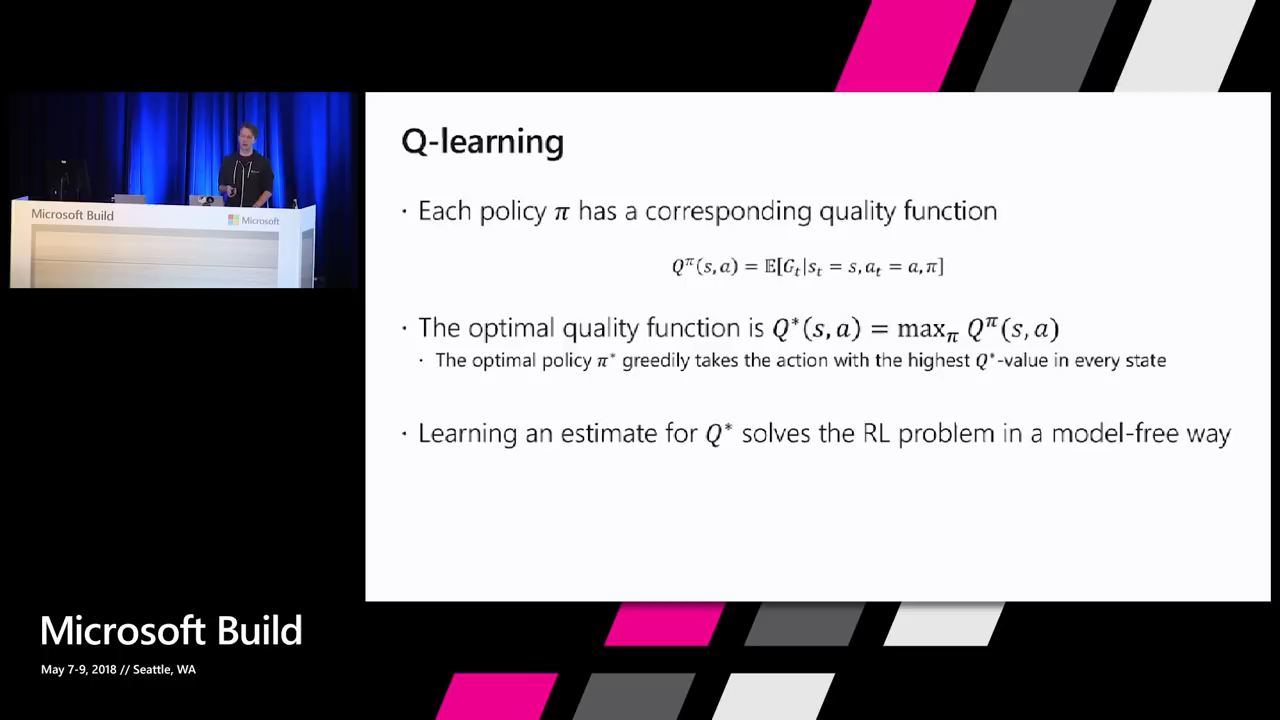 Q-learning
· Each policy π has a corresponding quality function
Q^π(s, a) = 𝔼[G_t|s_t = s, a_t = a, π]
· The optimal quality function is Q*(s, a) = max_π Q^π(s, a)
· The optimal policy π* greedily takes the action with the highest Q*-value in every state
· Learning an estimate for Q* solves the RL problem in a model-free way
Microsoft Build
Microsoft
Microsoft Build
May 7-9, 2018 // Seattle, WA